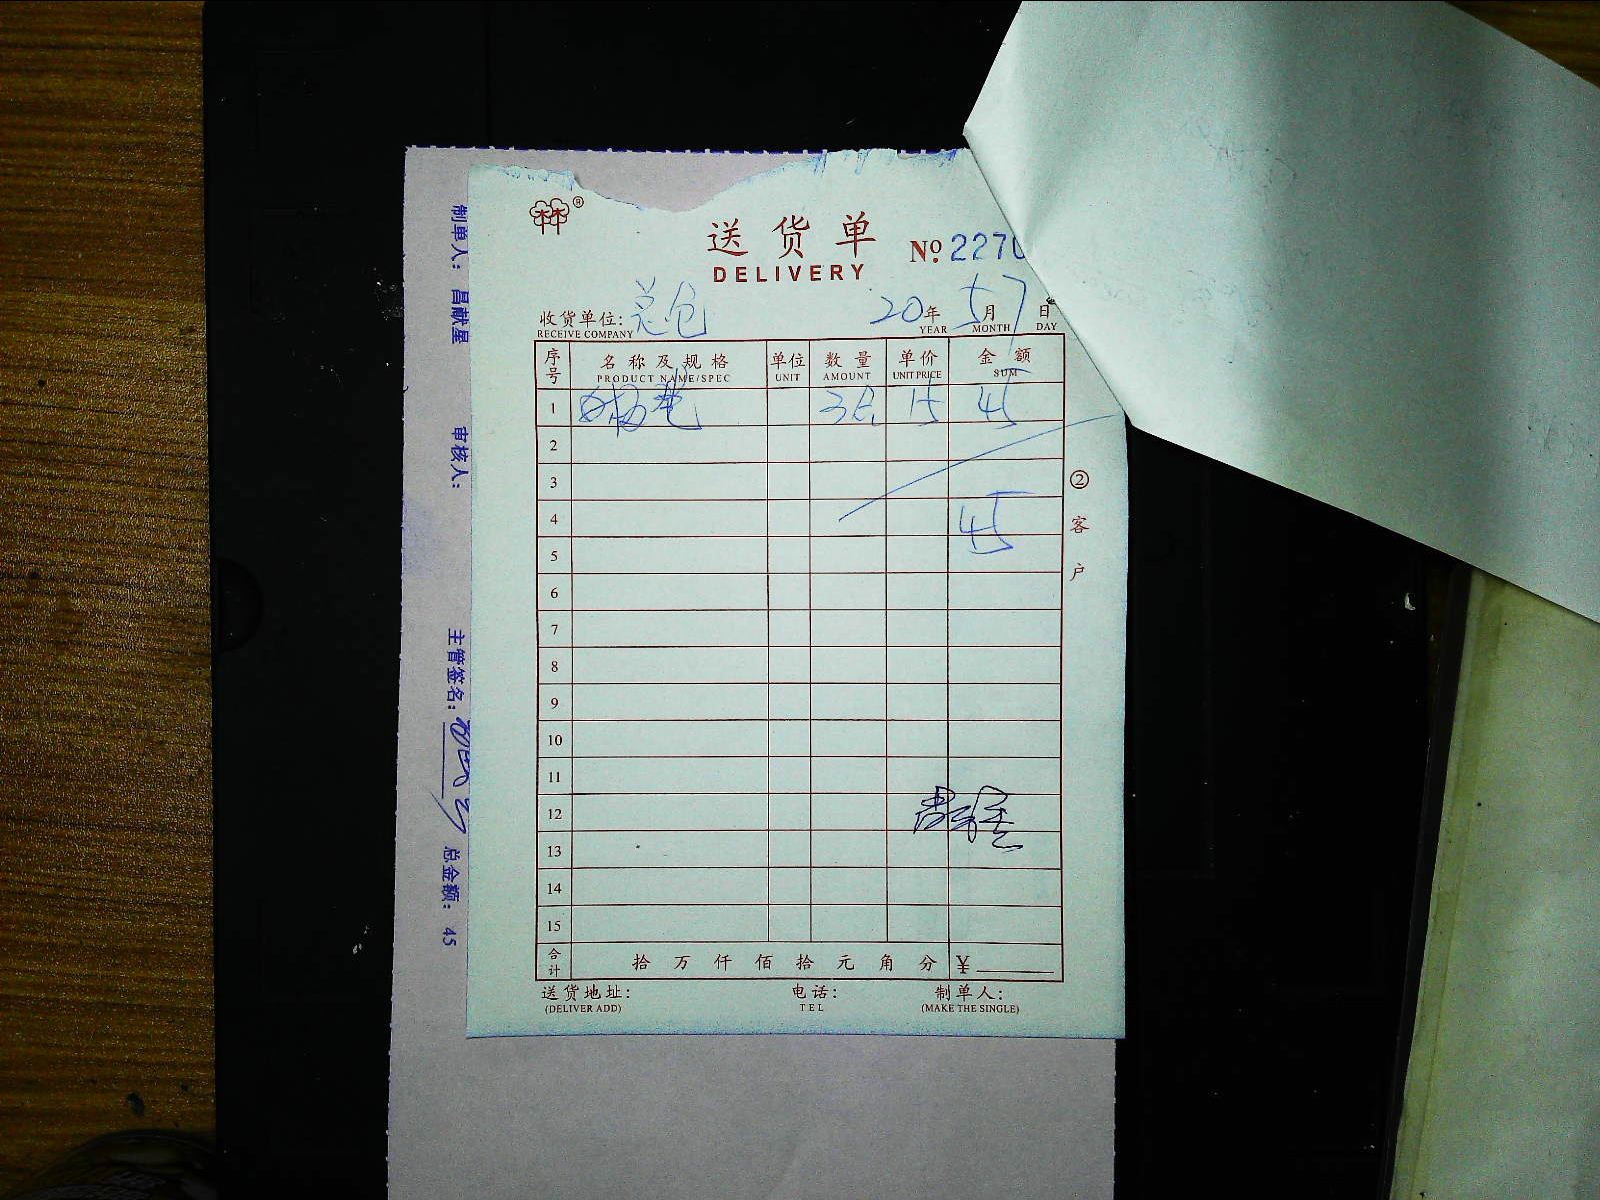 送货单
DELIVERY
No. 2270
收货单位: 总仓
RECEIVE COMPANY
20年 5月 7日
YEAR MONTH DAY
序号 名称及规格 单位 数量 单价 金额
PRODUCT NAME/SPEC UNIT AMOUNT UNIT PRICE SUM
1 15 45
2
3
4 45
5
6
7
8
9
10
11
12
13
14
15
合计 拾 万 仟 佰 拾 元 角 分 ¥
送货地址: 电话: 制单人:
(DELIVER ADD) TEL (MAKE THE SINGLE)
② 客户
制单人: 昌献星 审核人: 主管签名: 总金额: 45